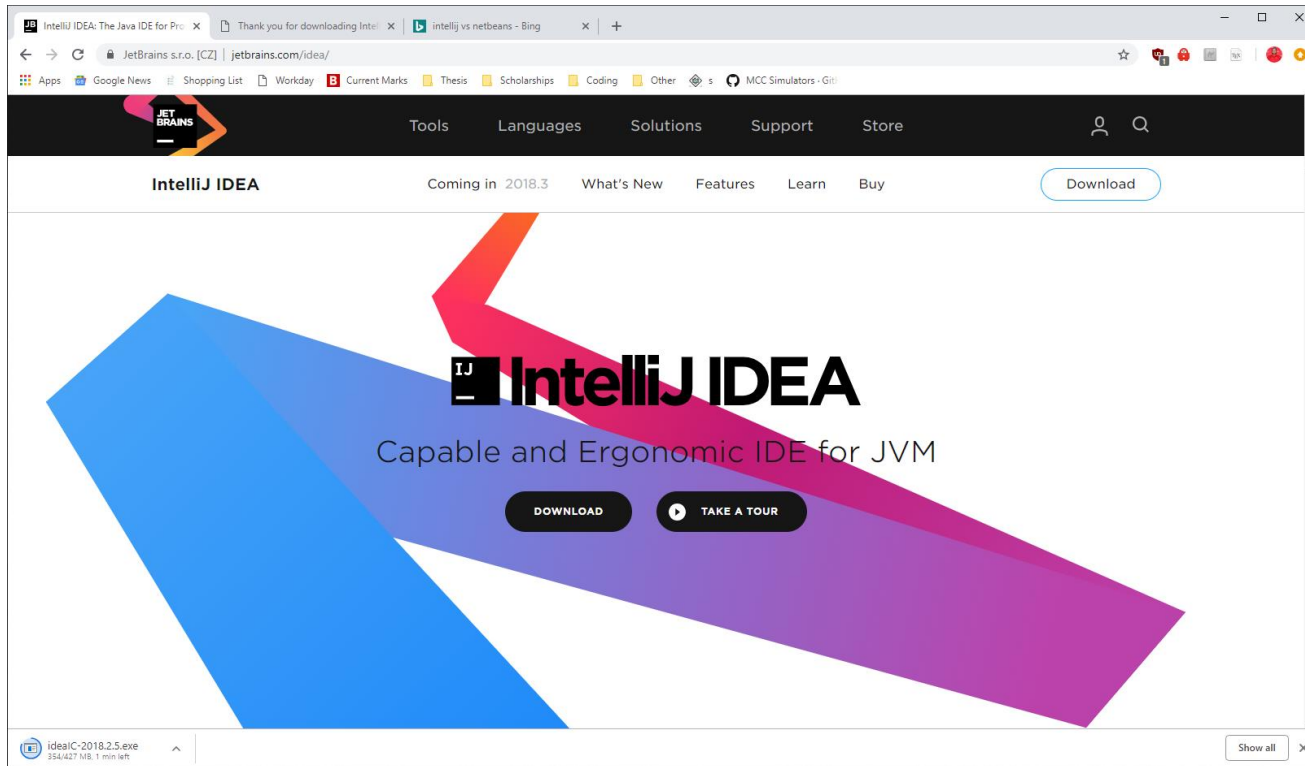 JB IntelliJ IDEA: The Java IDE for Pro Thank you for downloading Intel intellij vs netbeans - Bing
JetBrains s.r.o. [CZ] | jetbrains.com/idea/
Apps Google News Shopping List Workday B Current Marks Thesis Scholarships Coding Other s MCC Simulators · Git
JET
BRAINS
Tools Languages Solutions Support Store
IntelliJ IDEA Coming in 2018.3 What's New Features Learn Buy Download
IJ IntelliJ IDEA
Capable and Ergonomic IDE for JVM
DOWNLOAD TAKE A TOUR
ideaIC-2018.2.5.exe
354/427 MB, 1 min left
Show all